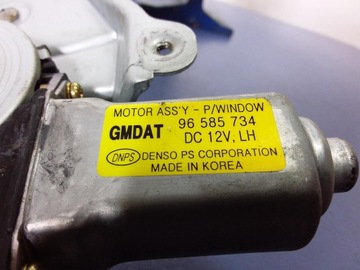 MOTOR ASS'Y - P/WINDOW
GMDAT 96 585 734
DC 12V, LH
DNPS DENSO PS CORPORATION
MADE IN KOREA